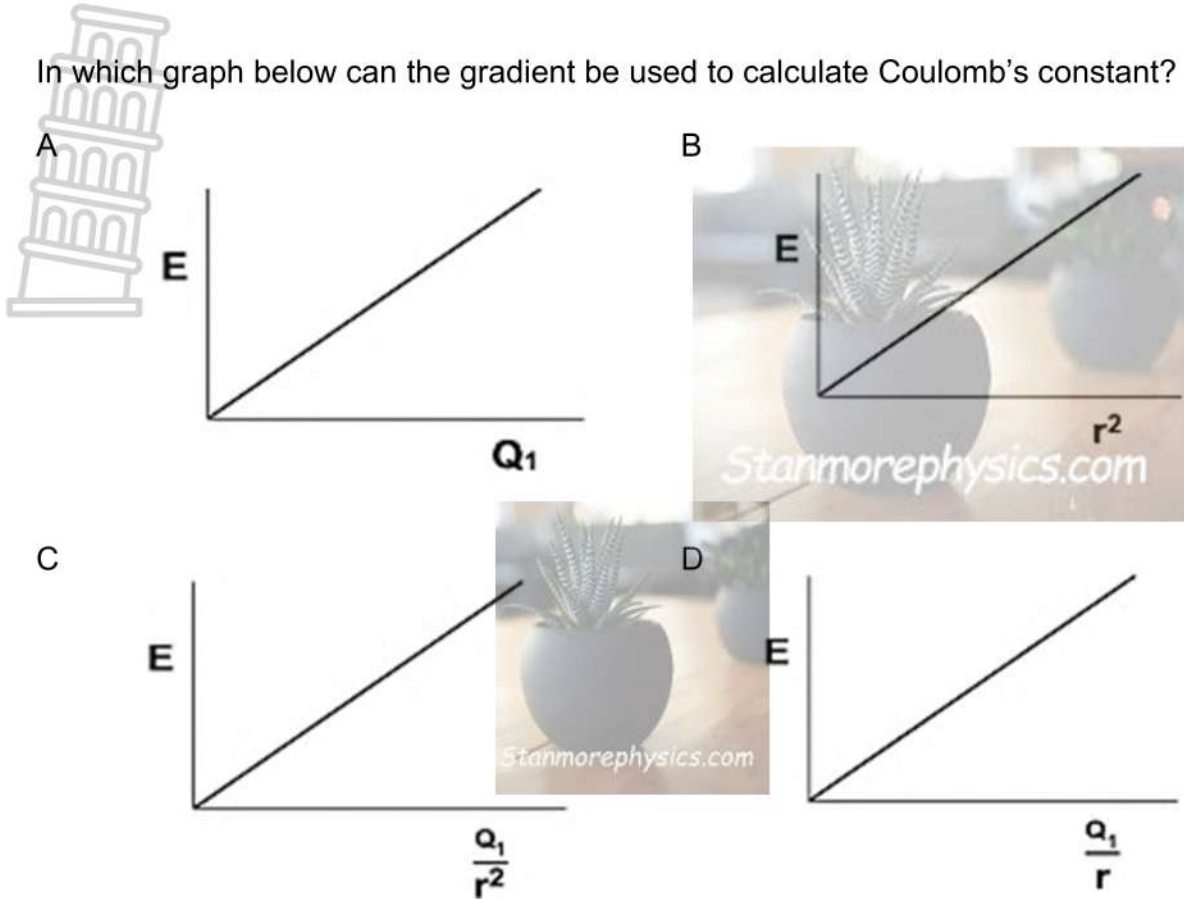 In which graph below can the gradient be used to calculate Coulomb’s constant?
A
E
Q₁
B
E
r²
Stanmorephysics.com
C
E
Q₁
r²
Stanmorephysics.com
D
E
Q₁
r